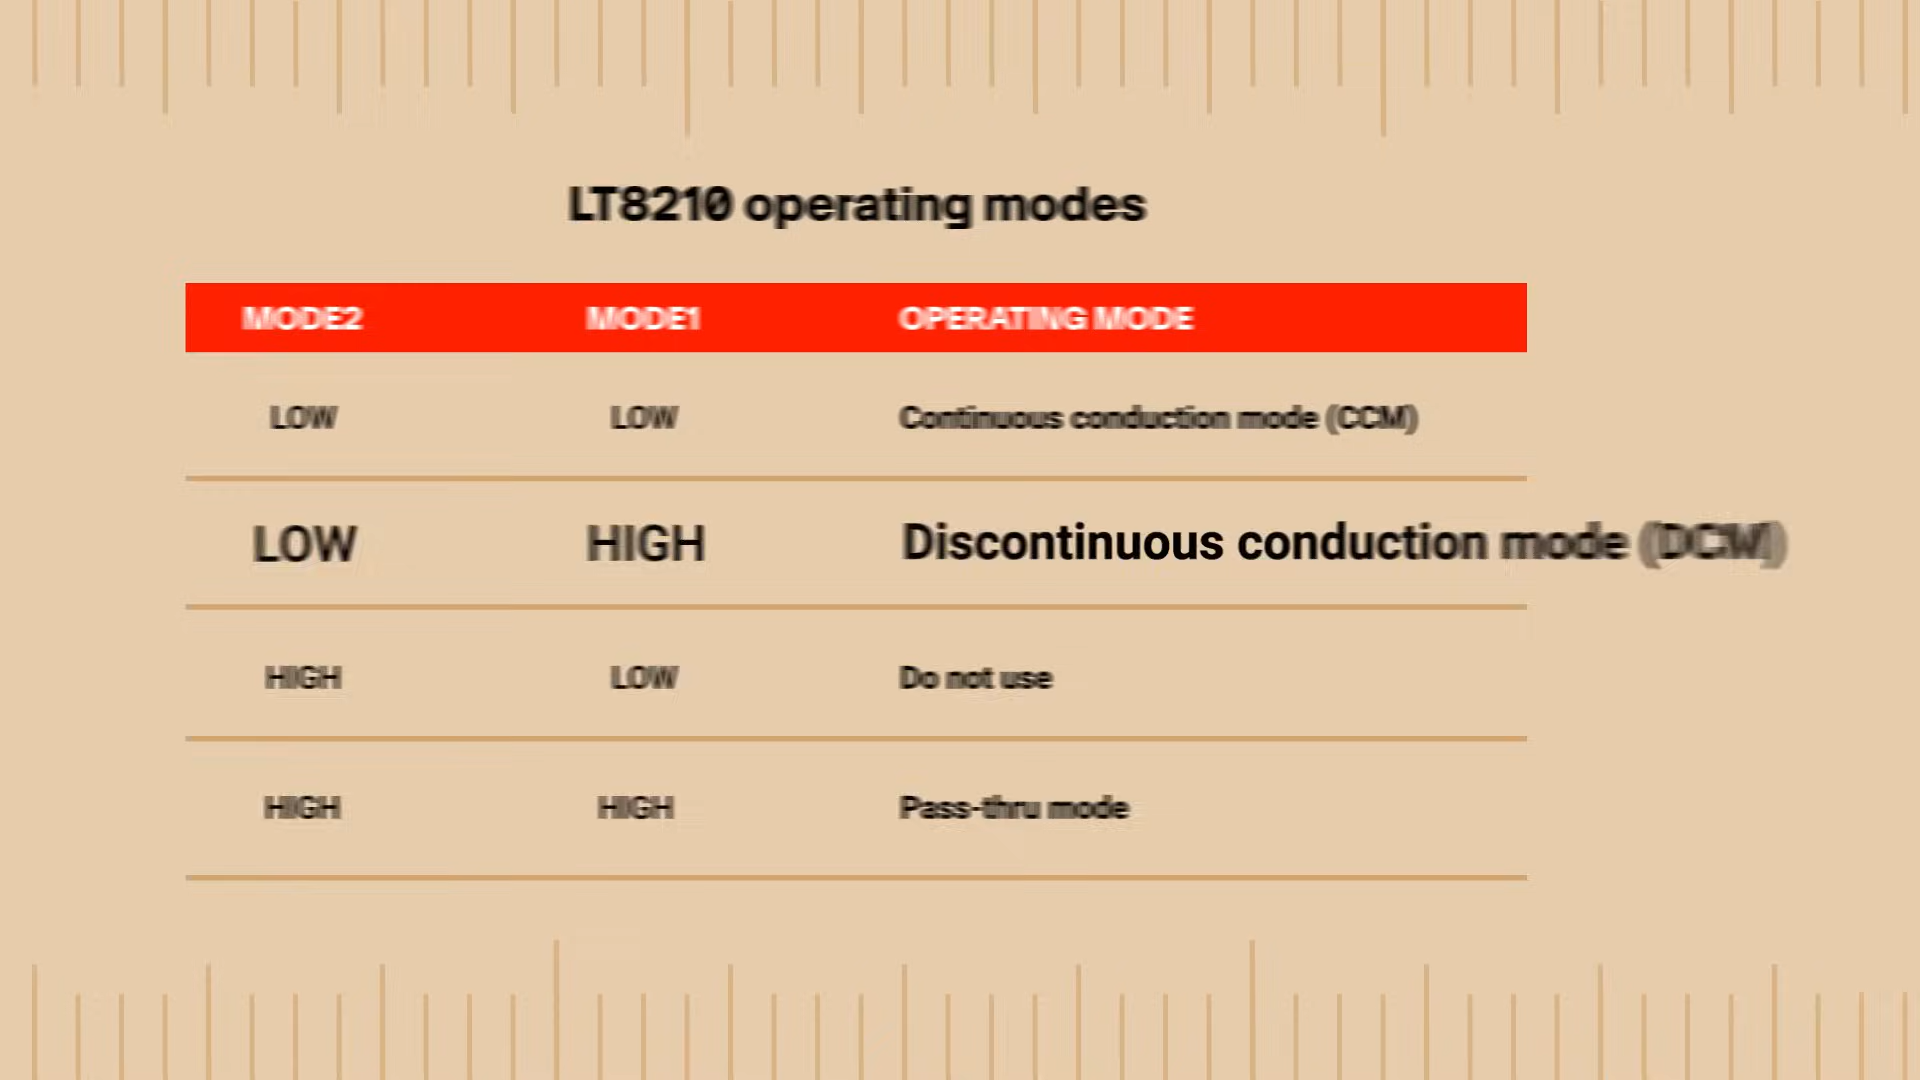 LT8210 operating modes
MODE2 MODE1 OPERATING MODE
LOW LOW Continuous conduction mode (CCM)
LOW HIGH Discontinuous conduction mode (DCM)
HIGH LOW Do not use
HIGH HIGH Pass-thru mode